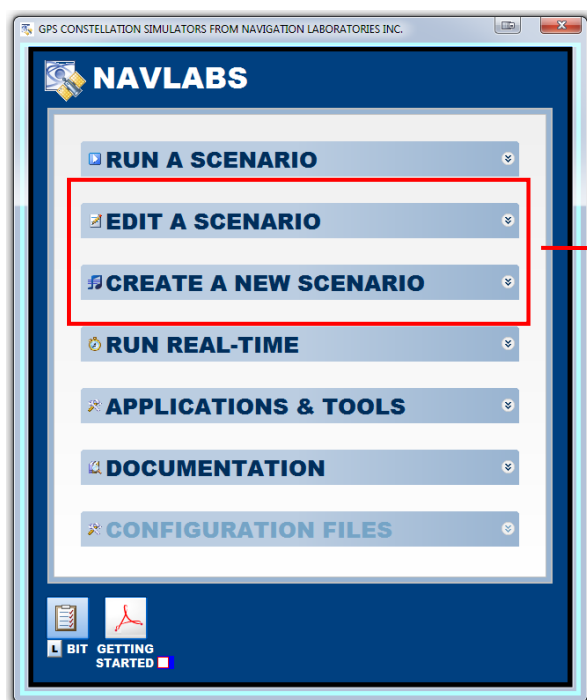 GPS CONSTELLATION SIMULATORS FROM NAVIGATION LABORATORIES INC.
NAVLABS
RUN A SCENARIO
EDIT A SCENARIO
CREATE A NEW SCENARIO
RUN REAL-TIME
APPLICATIONS & TOOLS
DOCUMENTATION
CONFIGURATION FILES
L BIT GETTING
STARTED